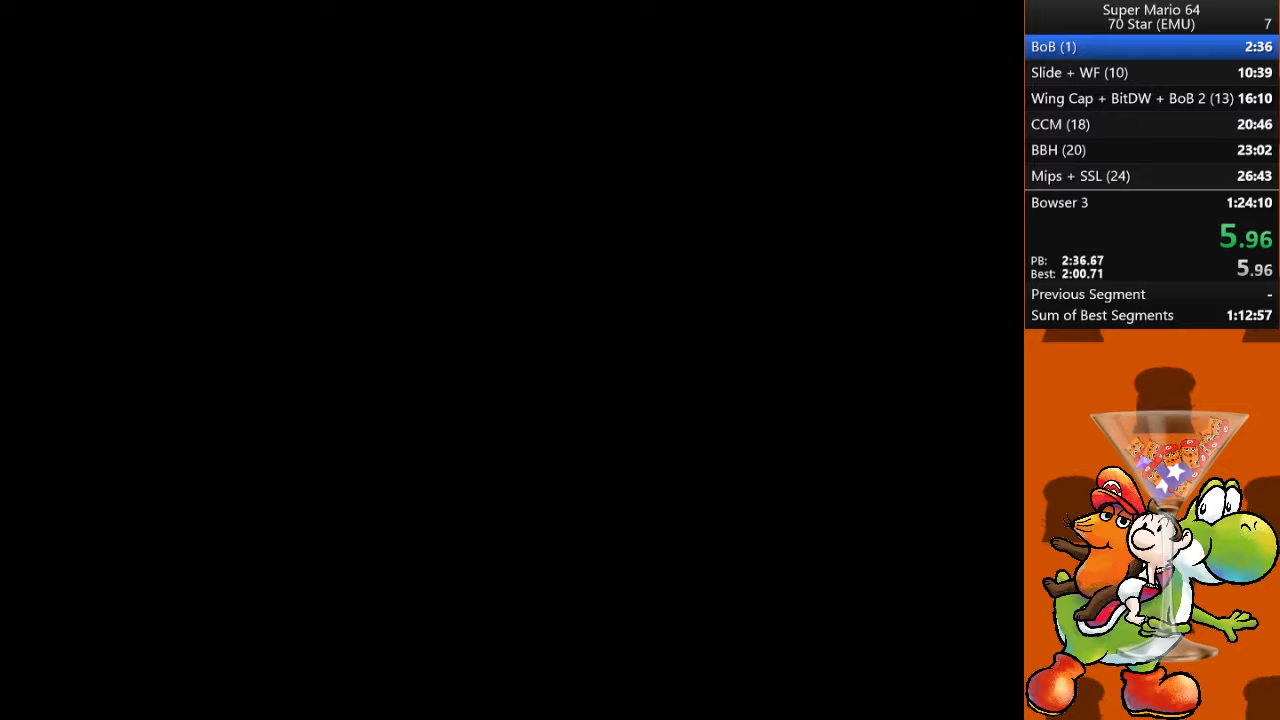 Super Mario 64
70 Star (EMU) 7
BoB (1) 2:36
Slide + WF (10) 10:39
Wing Cap + BitDW + BoB 2 (13) 16:10
CCM (18) 20:46
BBH (20) 23:02
Mips + SSL (24) 26:43
Bowser 3 1:24:10
5.96
PB: 2:36.67
Best: 2:00.71
5.96
Previous Segment -
Sum of Best Segments 1:12:57